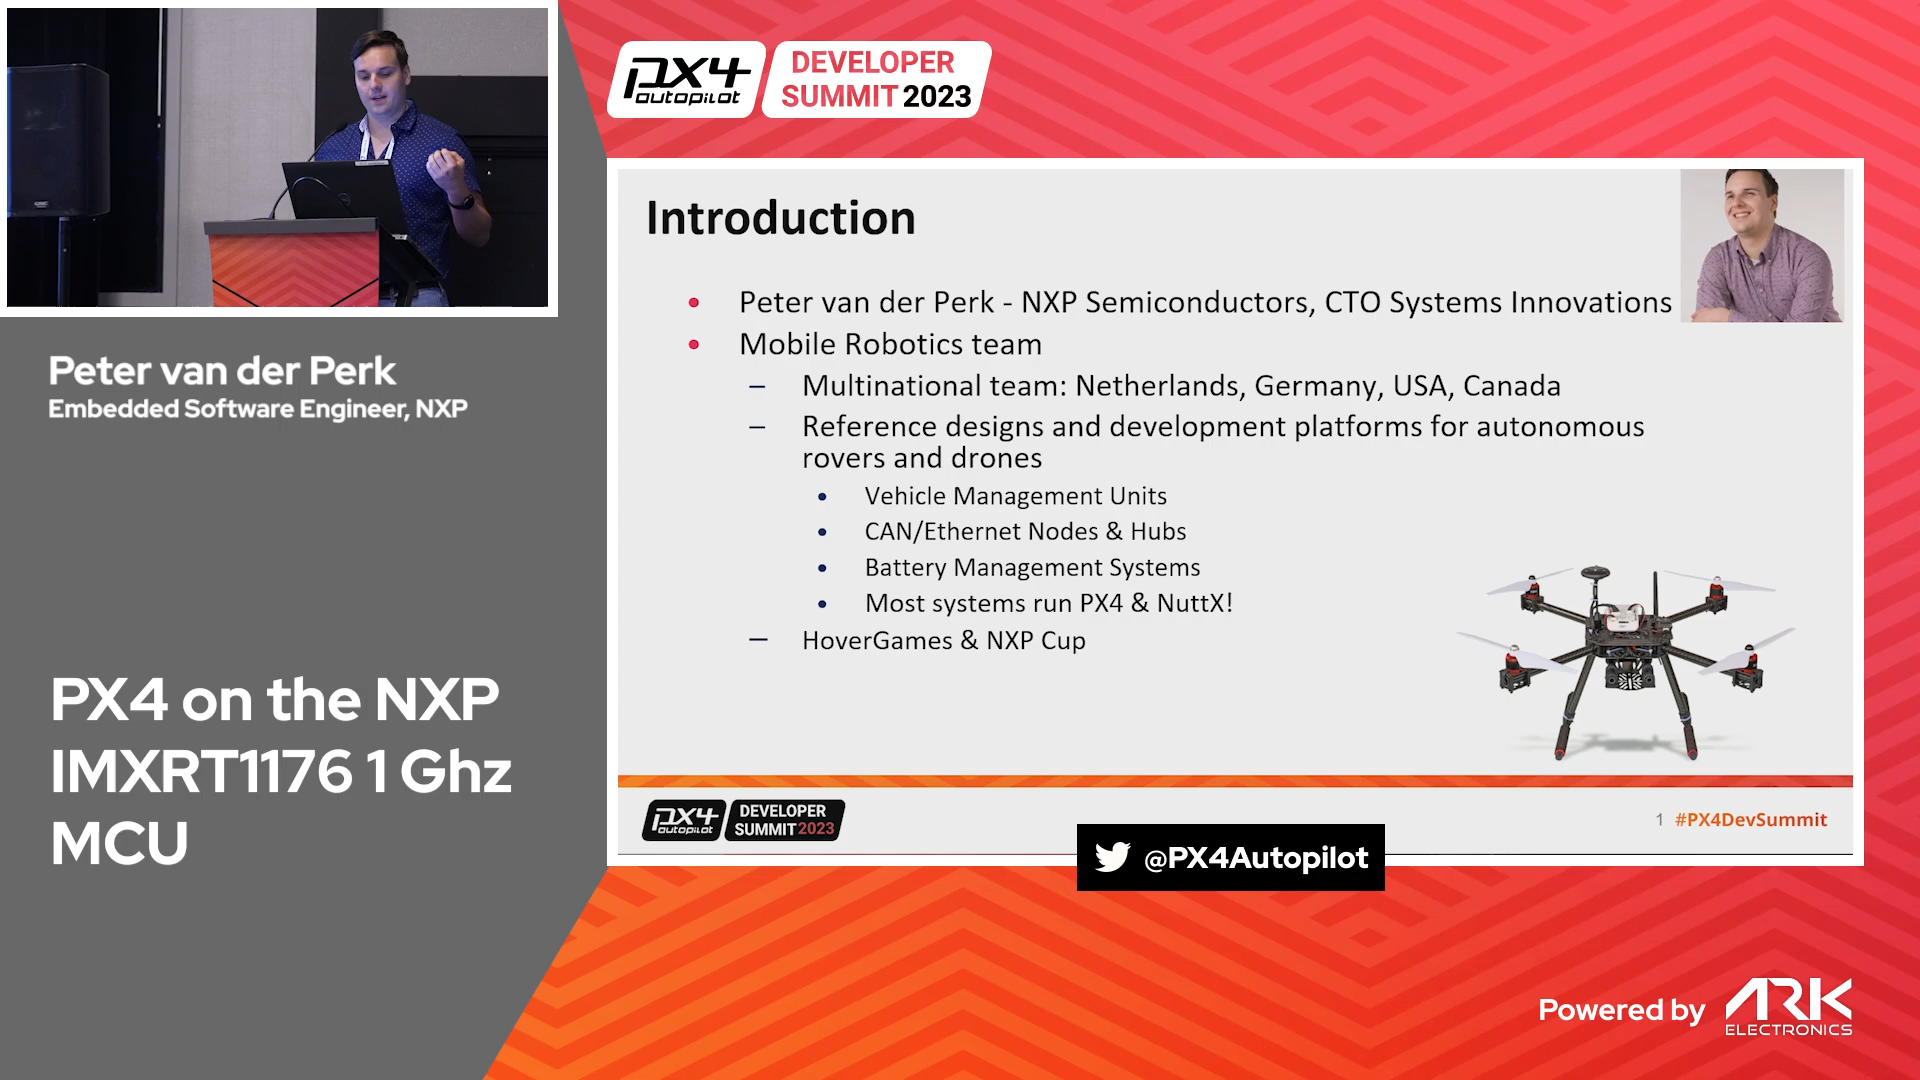 PX4
autopilot
DEVELOPER
SUMMIT 2023
Introduction
Peter van der Perk - NXP Semiconductors, CTO Systems Innovations
Mobile Robotics team
Multinational team: Netherlands, Germany, USA, Canada
Reference designs and development platforms for autonomous
rovers and drones
Vehicle Management Units
CAN/Ethernet Nodes & Hubs
Battery Management Systems
Most systems run PX4 & NuttX!
HoverGames & NXP Cup
PX4
autopilot
DEVELOPER
SUMMIT 2023
1 #PX4DevSummit
@PX4Autopilot
Peter van der Perk
Embedded Software Engineer, NXP
PX4 on the NXP
IMXRT1176 1 Ghz
MCU
Powered by
ARK
ELECTRONICS